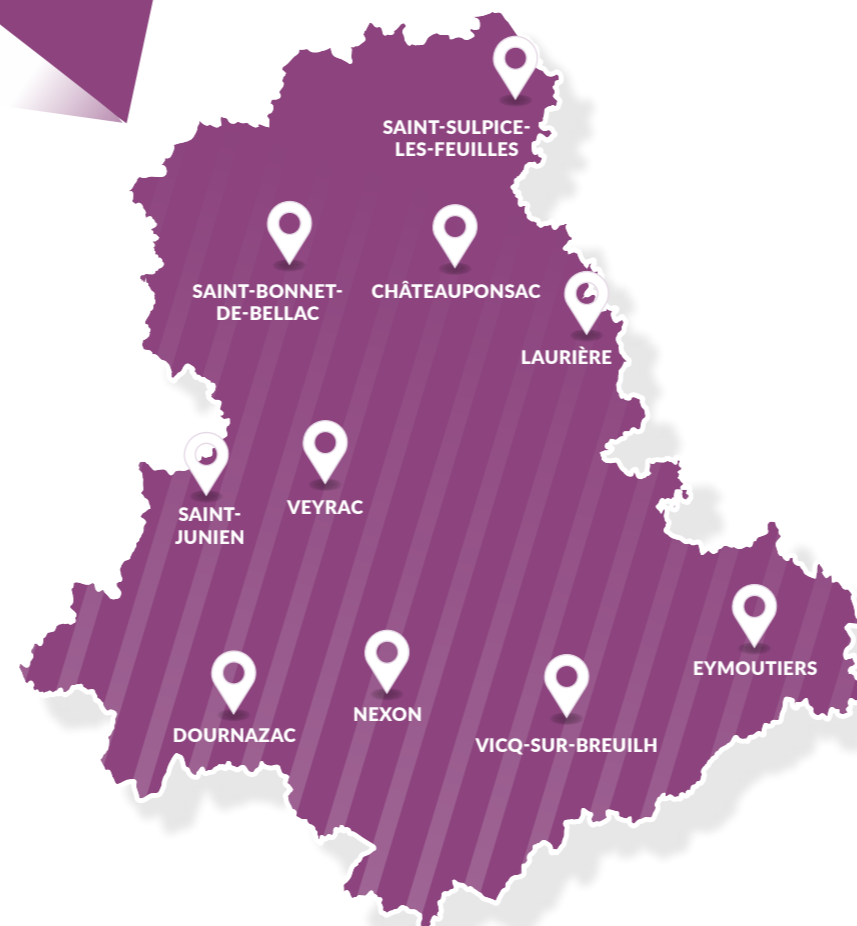 SAINT-SULPICE-
LES-FEUILLES
SAINT-BONNET-
DE-BELLAC
CHÂTEAUPONSAC
LAURIÈRE
SAINT-
JUNIEN
VEYRAC
EYMOUTIERS
DOURNAZAC
NEXON
VICQ-SUR-BREUILH